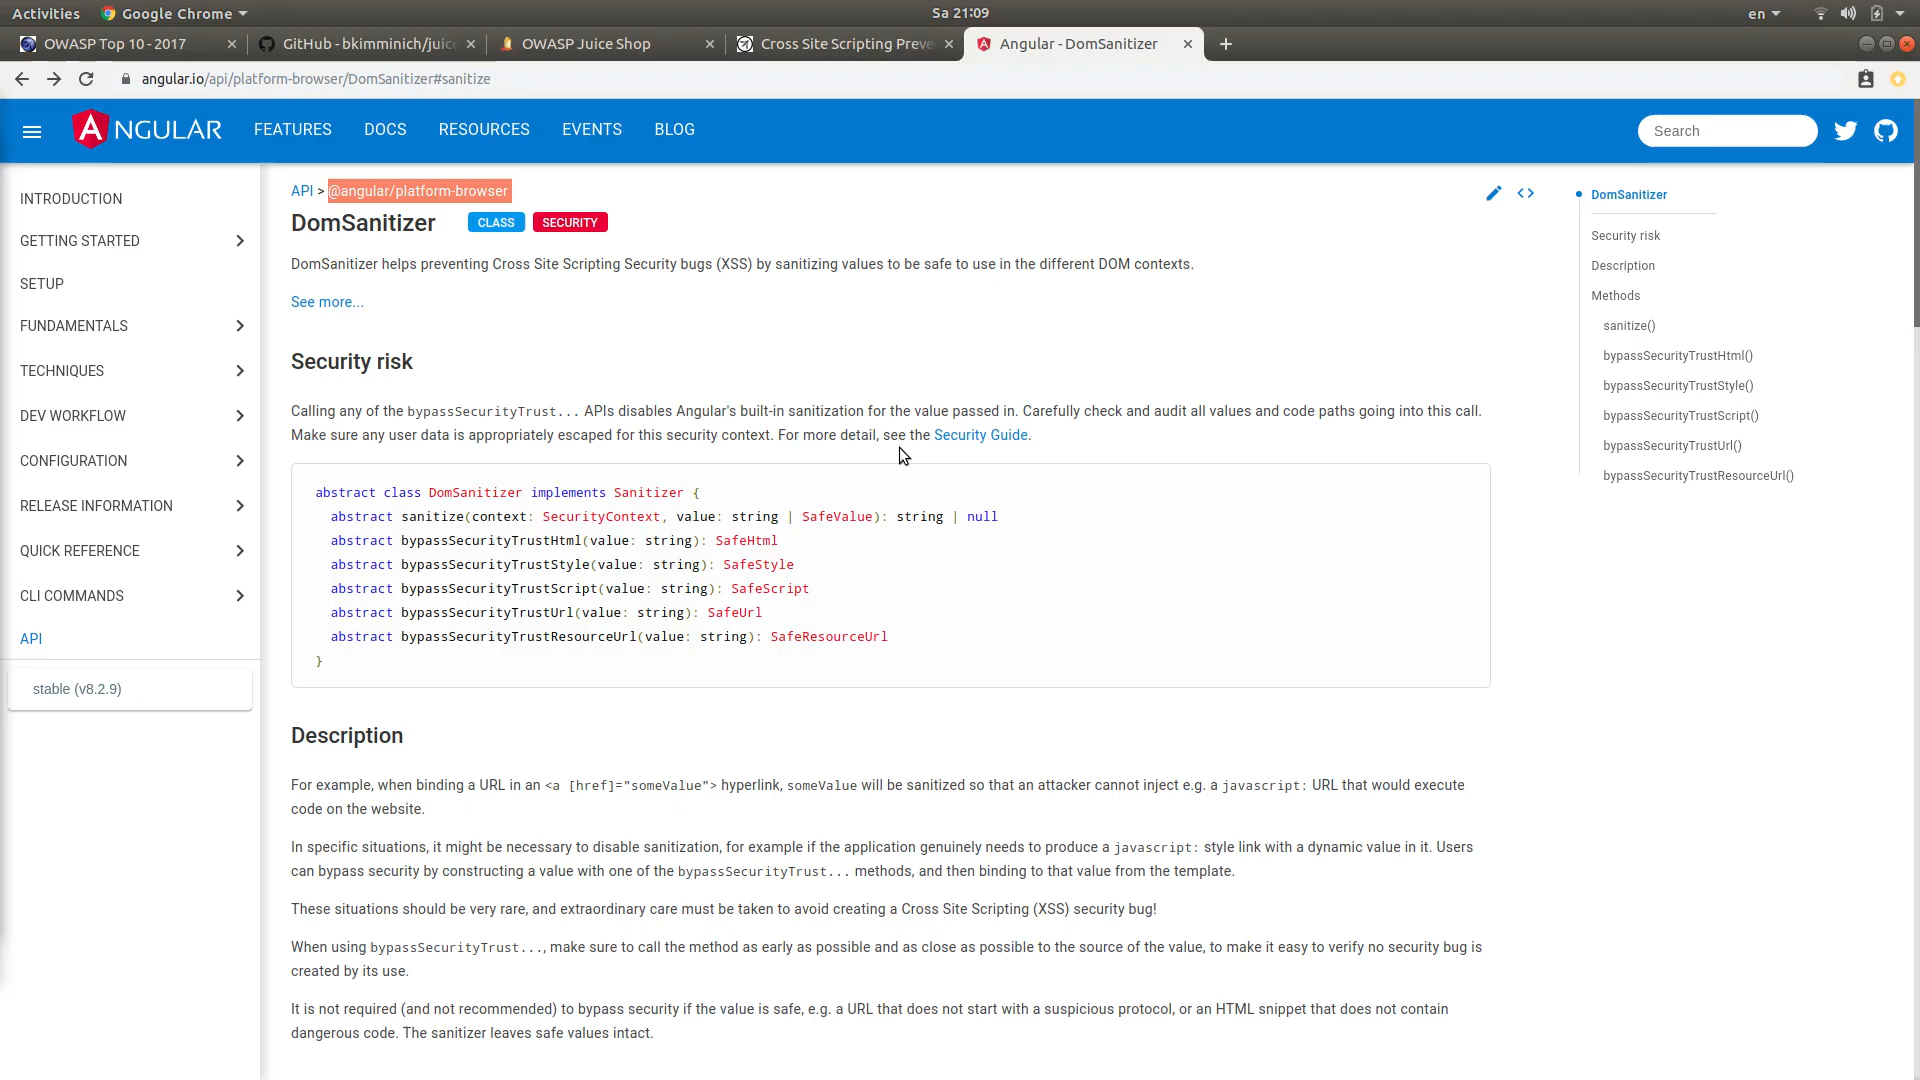 Activities Google Chrome Sa 21:09 en
OWASP Top 10 - 2017 GitHub - bkimminich/juice OWASP Juice Shop Cross Site Scripting Preve Angular - DomSanitizer
angular.io/api/platform-browser/DomSanitizer#sanitize
ANGULAR FEATURES DOCS RESOURCES EVENTS BLOG Search
INTRODUCTION
GETTING STARTED
SETUP
FUNDAMENTALS
TECHNIQUES
DEV WORKFLOW
CONFIGURATION
RELEASE INFORMATION
QUICK REFERENCE
CLI COMMANDS
API
stable (v8.2.9)
API > @angular/platform-browser
DomSanitizer CLASS SECURITY
DomSanitizer helps preventing Cross Site Scripting Security bugs (XSS) by sanitizing values to be safe to use in the different DOM contexts.
See more...
Security risk
Calling any of the bypassSecurityTrust... APIs disables Angular's built-in sanitization for the value passed in. Carefully check and audit all values and code paths going into this call.
Make sure any user data is appropriately escaped for this security context. For more detail, see the Security Guide.
abstract class DomSanitizer implements Sanitizer {
abstract sanitize(context: SecurityContext, value: string | SafeValue): string | null
abstract bypassSecurityTrustHtml(value: string): SafeHtml
abstract bypassSecurityTrustStyle(value: string): SafeStyle
abstract bypassSecurityTrustScript(value: string): SafeScript
abstract bypassSecurityTrustUrl(value: string): SafeUrl
abstract bypassSecurityTrustResourceUrl(value: string): SafeResourceUrl
}
Description
For example, when binding a URL in an <a [href]="someValue"> hyperlink, someValue will be sanitized so that an attacker cannot inject e.g. a javascript: URL that would execute
code on the website.
In specific situations, it might be necessary to disable sanitization, for example if the application genuinely needs to produce a javascript: style link with a dynamic value in it. Users
can bypass security by constructing a value with one of the bypassSecurityTrust... methods, and then binding to that value from the template.
These situations should be very rare, and extraordinary care must be taken to avoid creating a Cross Site Scripting (XSS) security bug!
When using bypassSecurityTrust..., make sure to call the method as early as possible and as close as possible to the source of the value, to make it easy to verify no security bug is
created by its use.
It is not required (and not recommended) to bypass security if the value is safe, e.g. a URL that does not start with a suspicious protocol, or an HTML snippet that does not contain
dangerous code. The sanitizer leaves safe values intact.
DomSanitizer
Security risk
Description
Methods
sanitize()
bypassSecurityTrustHtml()
bypassSecurityTrustStyle()
bypassSecurityTrustScript()
bypassSecurityTrustUrl()
bypassSecurityTrustResourceUrl()